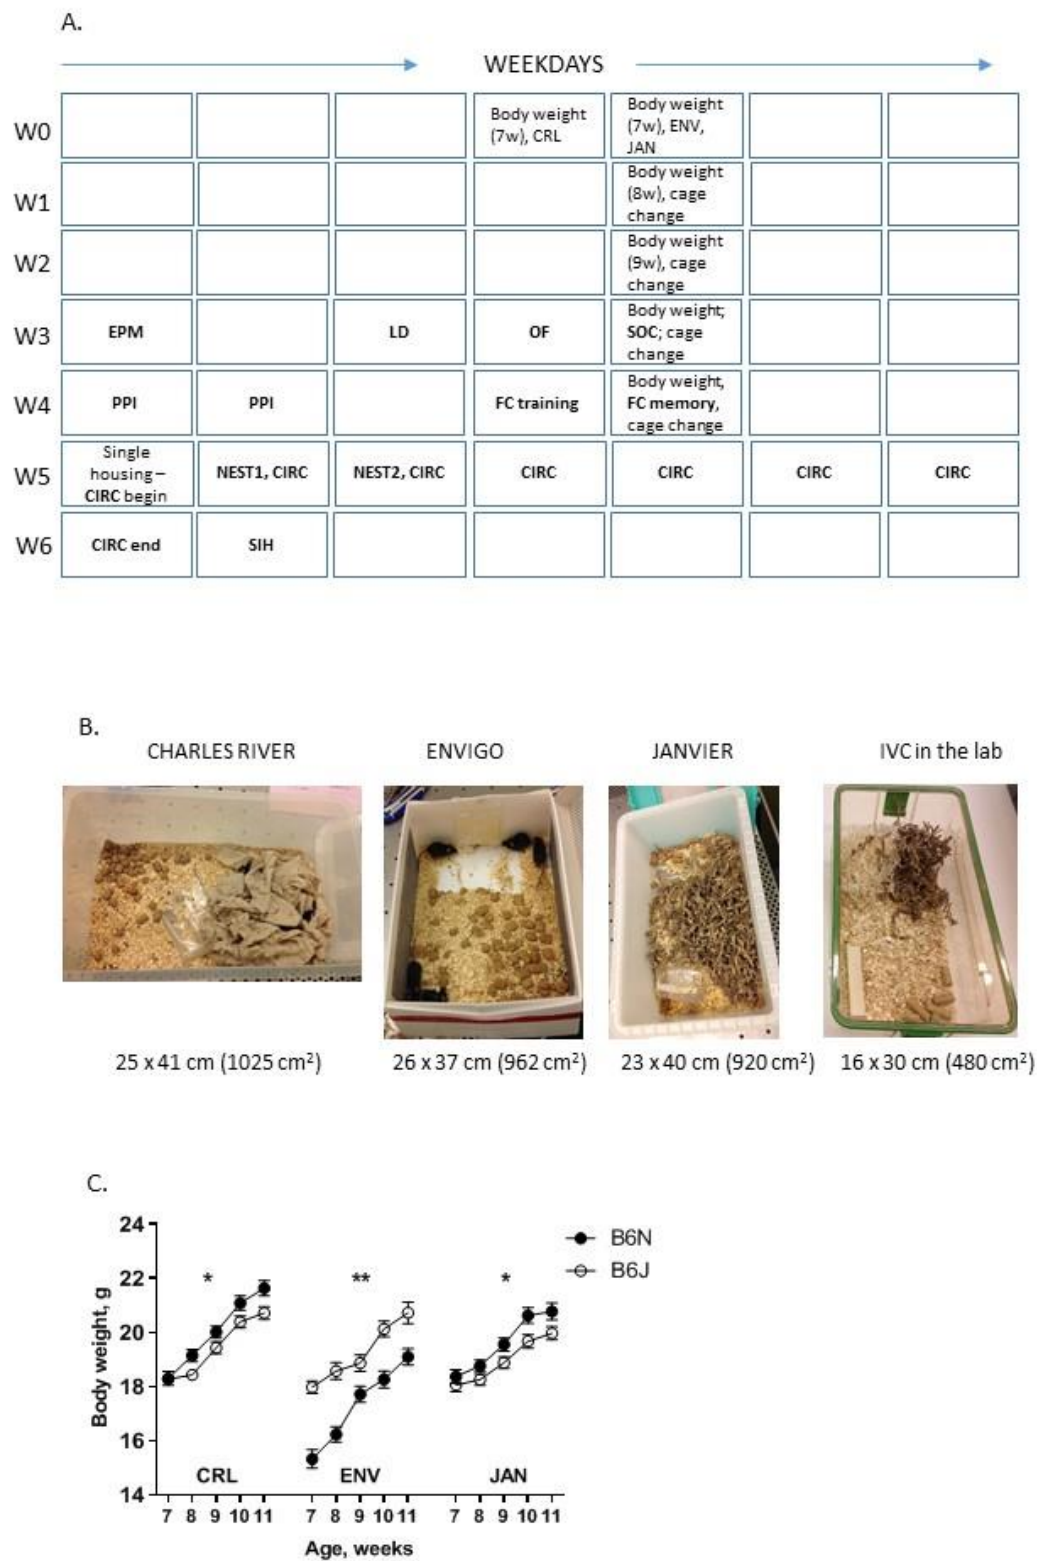 A.
WEEKDAYS
W0
Body weight
(7w), CRL
Body weight
(7w), ENV,
JAN
W1
Body weight
(8w), cage
change
W2
Body weight
(9w), cage
change
W3
EPM
LD
OF
Body weight;
SOC; cage
change
W4
PPI
PPI
FC training
Body weight,
FC memory,
cage change
W5
Single
housing –
CIRC begin
NEST1, CIRC
NEST2, CIRC
CIRC
CIRC
CIRC
CIRC
W6
CIRC end
SIH
B.
CHARLES RIVER
ENVIGO
JANVIER
IVC in the lab
25 x 41 cm (1025 cm²)
26 x 37 cm (962 cm²)
23 x 40 cm (920 cm²)
16 x 30 cm (480 cm²)
C.
Body weight, g
24
22
20
18
16
14
* ** *
B6N
B6J
CRL ENV JAN
7 8 9 10 11 7 8 9 10 11 7 8 9 10 11
Age, weeks